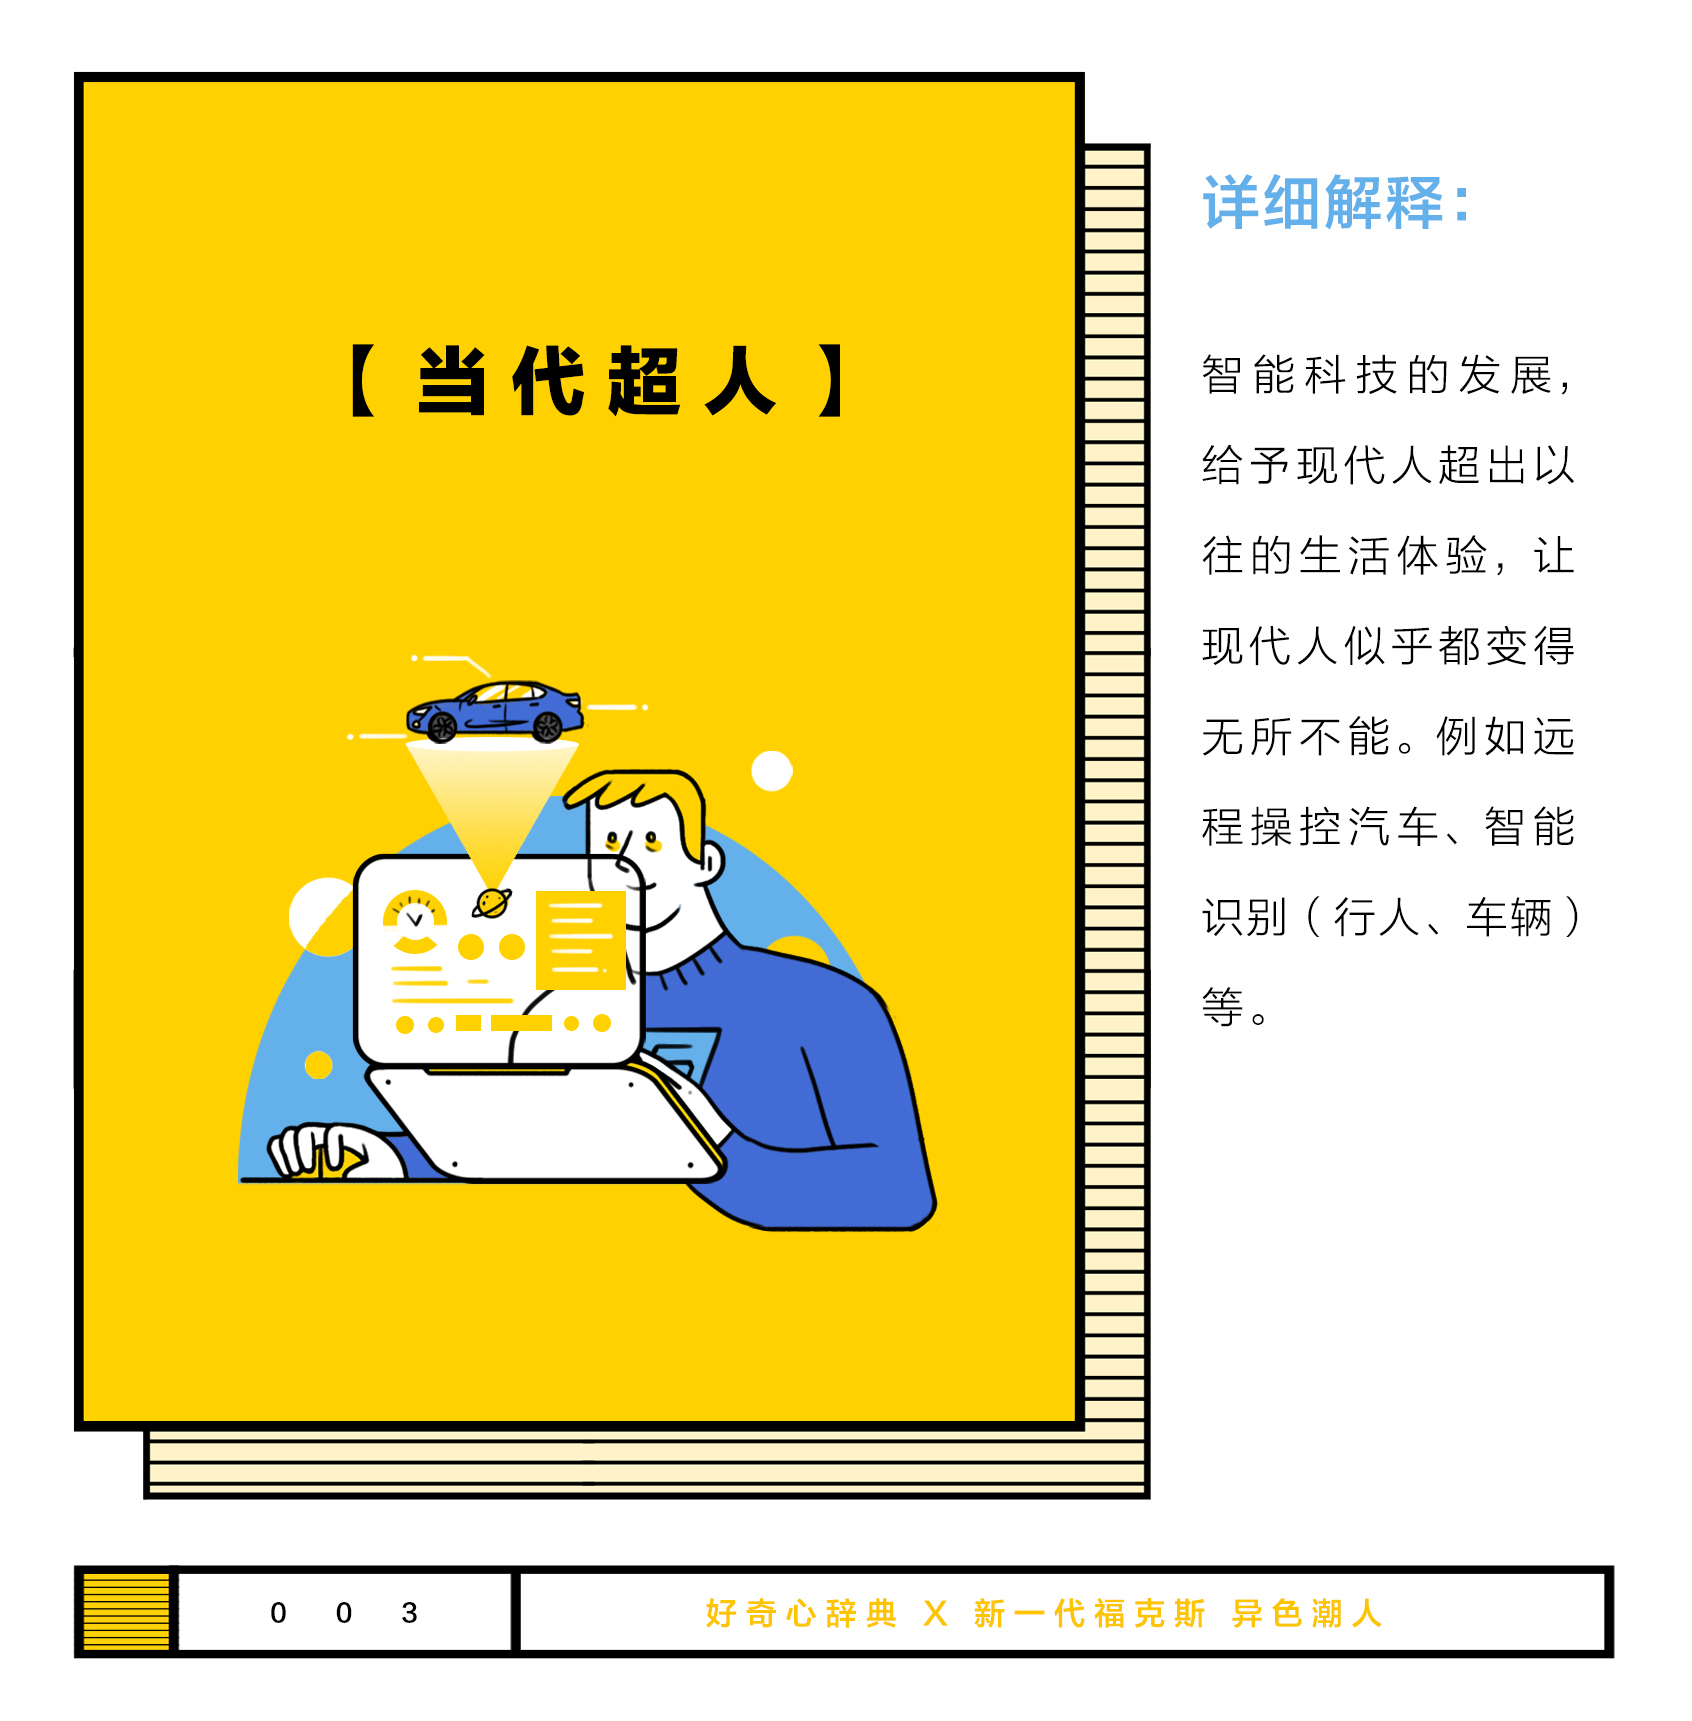 【当代超人】
详细解释：
智能科技的发展，
给予现代人超出以
往的生活体验，让
现代人似乎都变得
无所不能。例如远
程操控汽车、智能
识别（行人、车辆）
等。
003
好奇心辞典 X 新一代福克斯 异色潮人